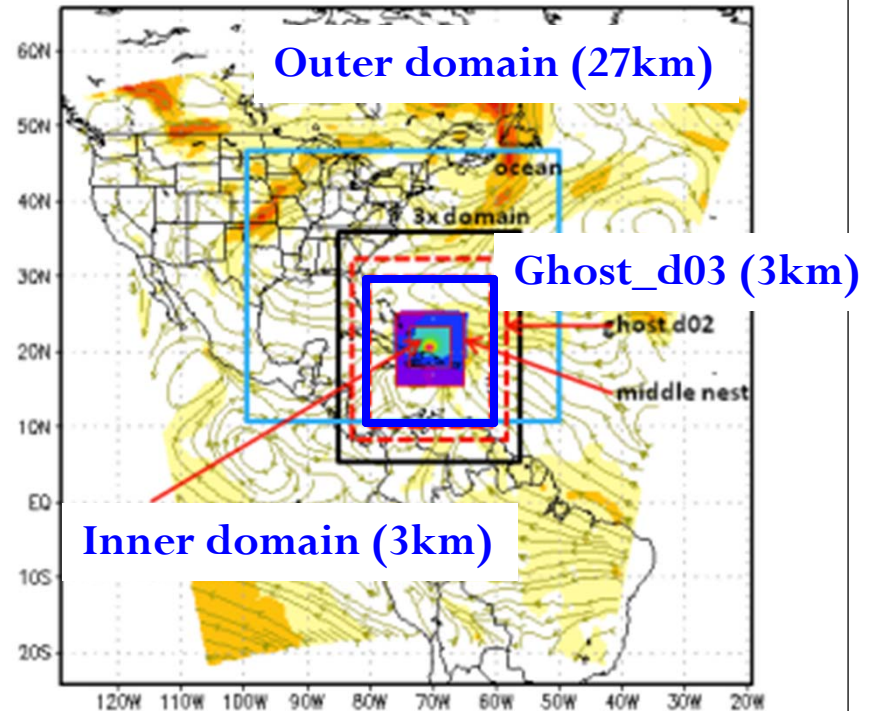 60N
Outer domain (27km)
50N
ocean
40N
3x domain
30N
Ghost_d03 (3km)
ghost d02
20N
middle nest
10N
EQ
Inner domain (3km)
10S
20S
120W 110W 100W 90W 80W 70W 60W 50W 40W 30W 20W